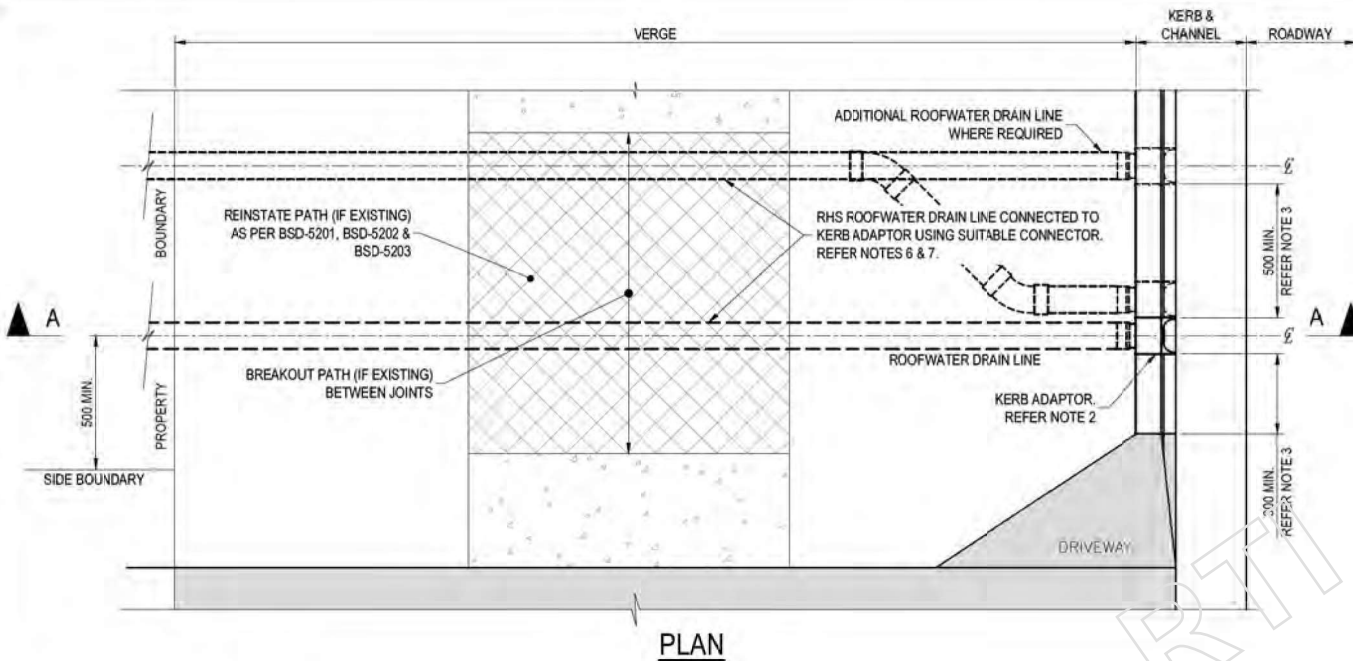 VERGE
KERB &
CHANNEL
ROADWAY
ADDITIONAL ROOFWATER DRAIN LINE
WHERE REQUIRED
REINSTATE PATH (IF EXISTING)
AS PER BSD-5201, BSD-5202 &
BSD-5203
RHS ROOFWATER DRAIN LINE CONNECTED TO
KERB ADAPTOR USING SUITABLE CONNECTOR.
REFER NOTES 6 & 7.
BOUNDARY
500 MIN.
REFER NOTE 3
A
A
ROOFWATER DRAIN LINE
BREAKOUT PATH (IF EXISTING)
BETWEEN JOINTS
KERB ADAPTOR.
REFER NOTE 2
500 MIN.
PROPERTY
SIDE BOUNDARY
MIN.
REFER NOTE 3
DRIVEWAY
RTI
PLAN